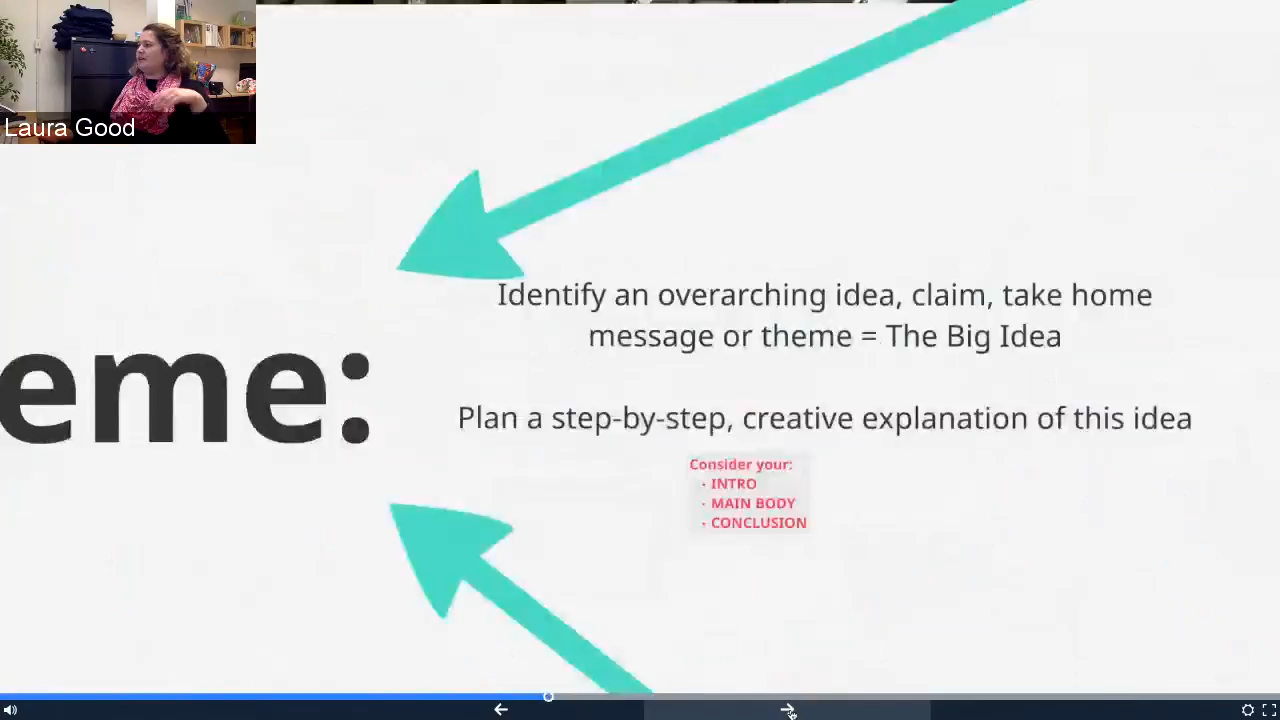 Laura Good
eme:
Identify an overarching idea, claim, take home
message or theme = The Big Idea
Plan a step-by-step, creative explanation of this idea
Consider your:
· INTRO
· MAIN BODY
· CONCLUSION